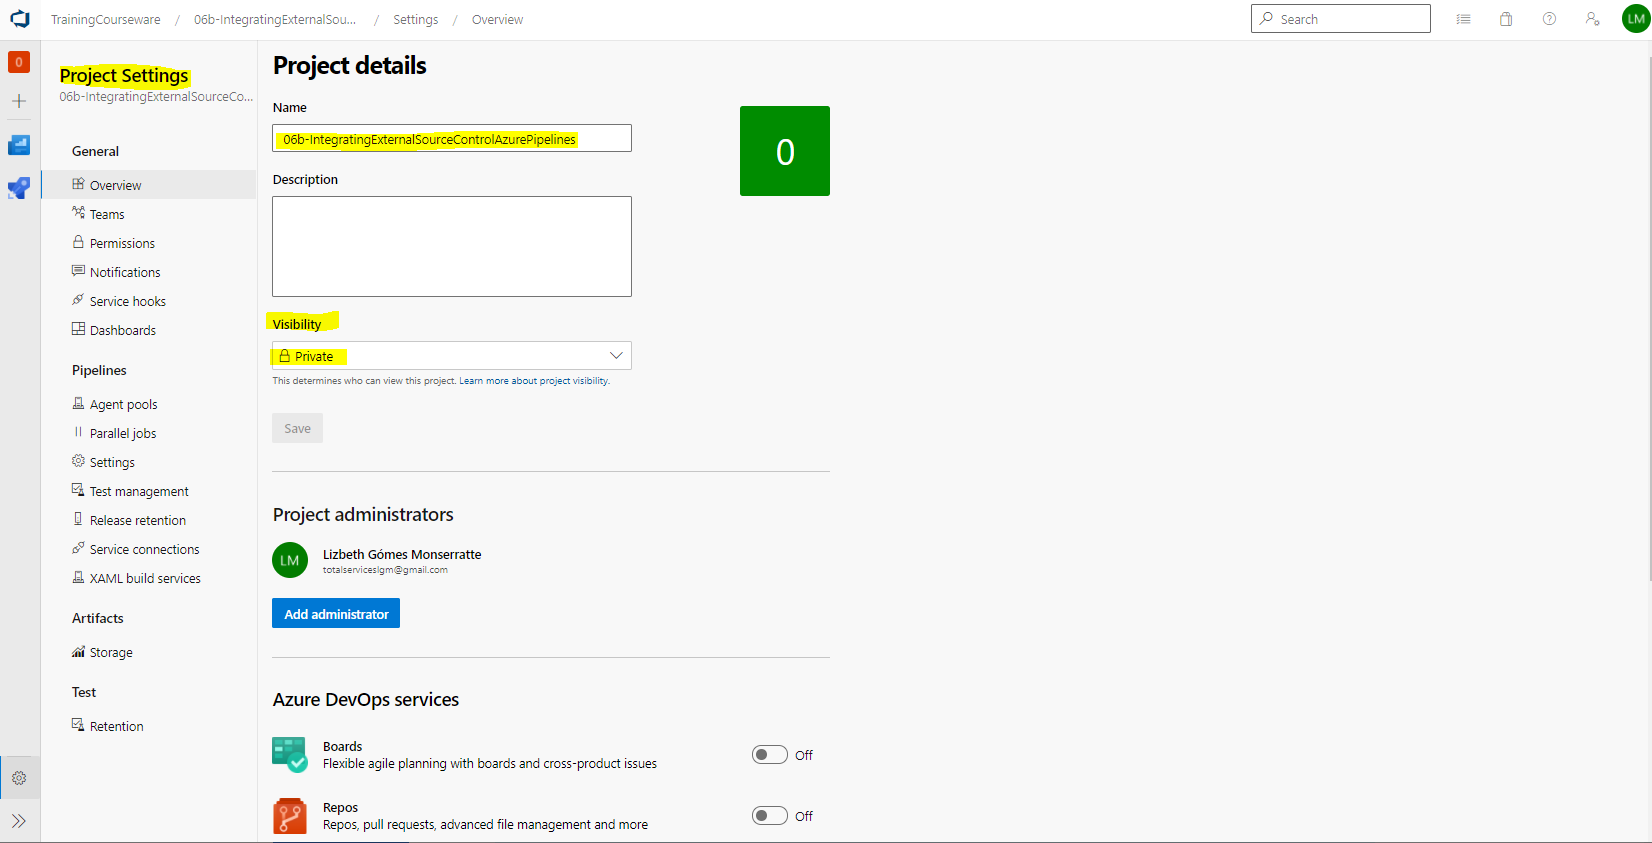 TrainingCourseware / 06b-IntegratingExternalSou... / Settings / Overview
Search
LM
0
Project Settings
06b-IntegratingExternalSourceCo...
General
Overview
Teams
Permissions
Notifications
Service hooks
Dashboards
Pipelines
Agent pools
Parallel jobs
Settings
Test management
Release retention
Service connections
XAML build services
Artifacts
Storage
Test
Retention
Project details
Name
06b-IntegratingExternalSourceControlAzurePipelines
0
Description
Visibility
Private
This determines who can view this project. Learn more about project visibility.
Save
Project administrators
LM
Lizbeth Gómes Monserratte
totalserviceslgm@gmail.com
Add administrator
Azure DevOps services
Boards
Flexible agile planning with boards and cross-product issues
Off
Repos
Repos, pull requests, advanced file management and more
Off